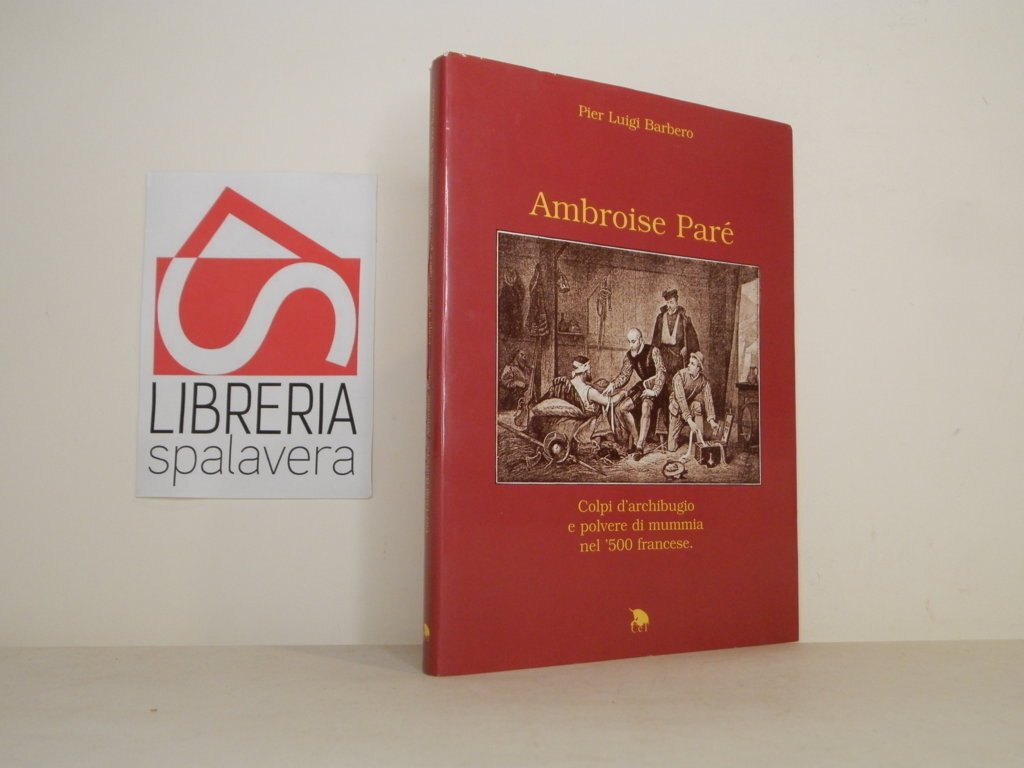 LIBRERIA
spalavera
Pier Luigi Barbero
Ambroise Paré
Colpi d'archibugio
e polvere di mummia
nel '500 francese.